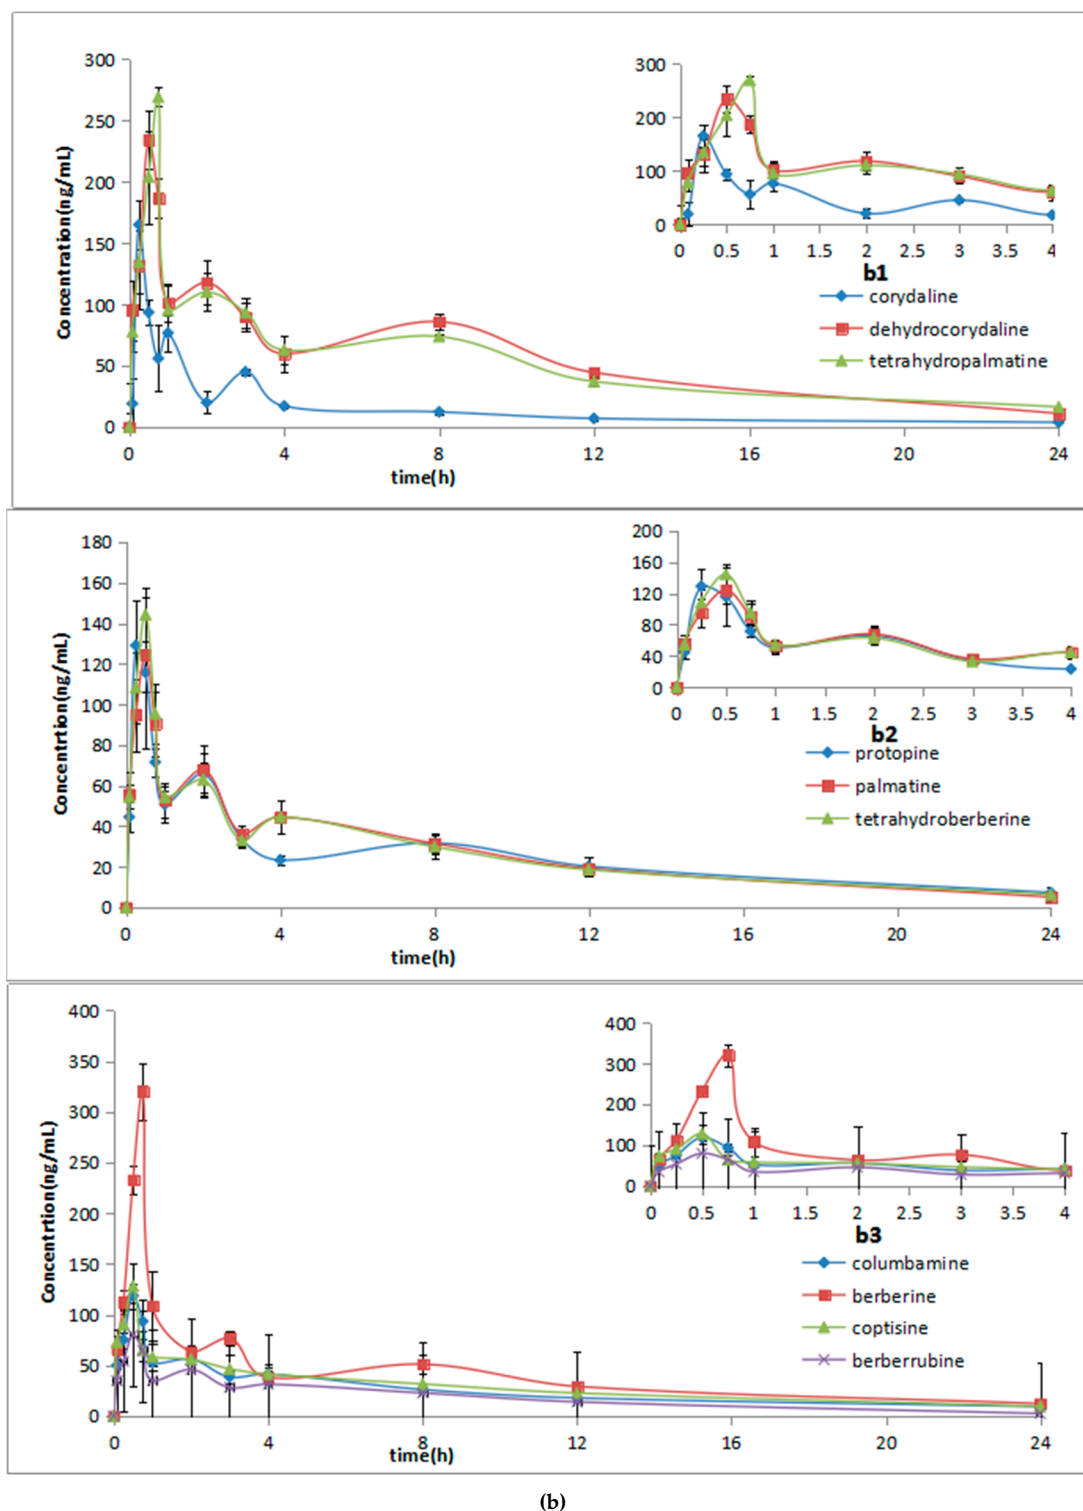 300
250
200
150
100
50
0
Concentration(ng/mL)
0 4 8 12 16 20 24
time(h)
300
200
100
0
0 0.5 1 1.5 2 2.5 3 3.5 4
b1
corydaline
dehydrocorydaline
tetrahydropalmatine
180
160
140
120
100
80
60
40
20
0
Concentrtion(ng/mL)
0 4 8 12 16 20 24
time(h)
200
160
120
80
40
0
0 0.5 1 1.5 2 2.5 3 3.5 4
b2
protopine
palmatine
tetrahydroberberine
400
350
300
250
200
150
100
50
0
Concentrtion(ng/mL)
0 4 8 12 16 20 24
time(h)
400
300
200
100
0
0 0.5 1 1.5 2 2.5 3 3.5 4
b3
columbamine
berberine
coptisine
berberrubine
(b)